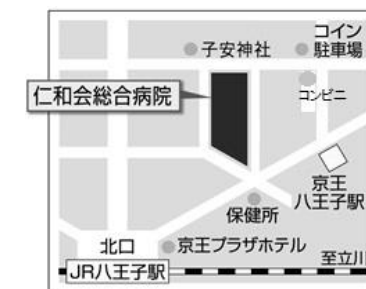 コイン
駐車場
子安神社
仁和会総合病院
コンビニ
京王
八王子駅
保健所
北口
京王プラザホテル
至立川
JR八王子駅